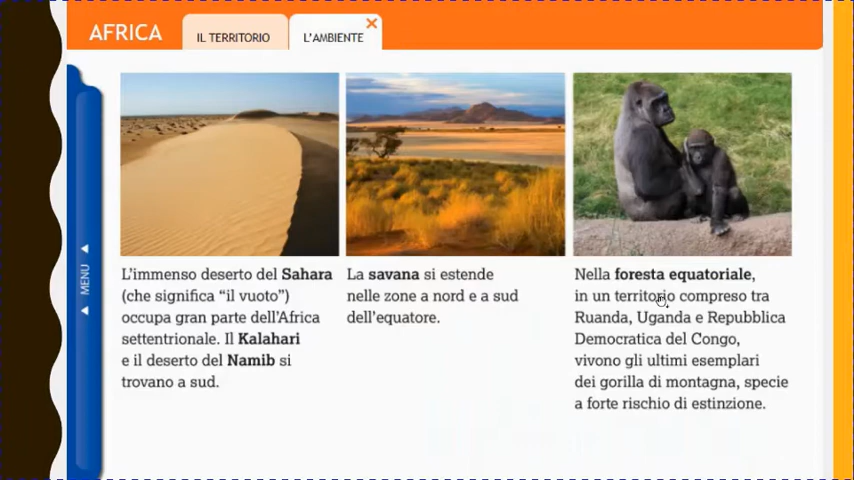 AFRICA
IL TERRITORIO
L'AMBIENTE
MENU
L'immenso deserto del Sahara
(che significa "il vuoto")
occupa gran parte dell'Africa
settentrionale. Il Kalahari
e il deserto del Namib si
trovano a sud.
La savana si estende
nelle zone a nord e a sud
dell'equatore.
Nella foresta equatoriale,
in un territorio compreso tra
Ruanda, Uganda e Repubblica
Democratica del Congo,
vivono gli ultimi esemplari
dei gorilla di montagna, specie
a forte rischio di estinzione.